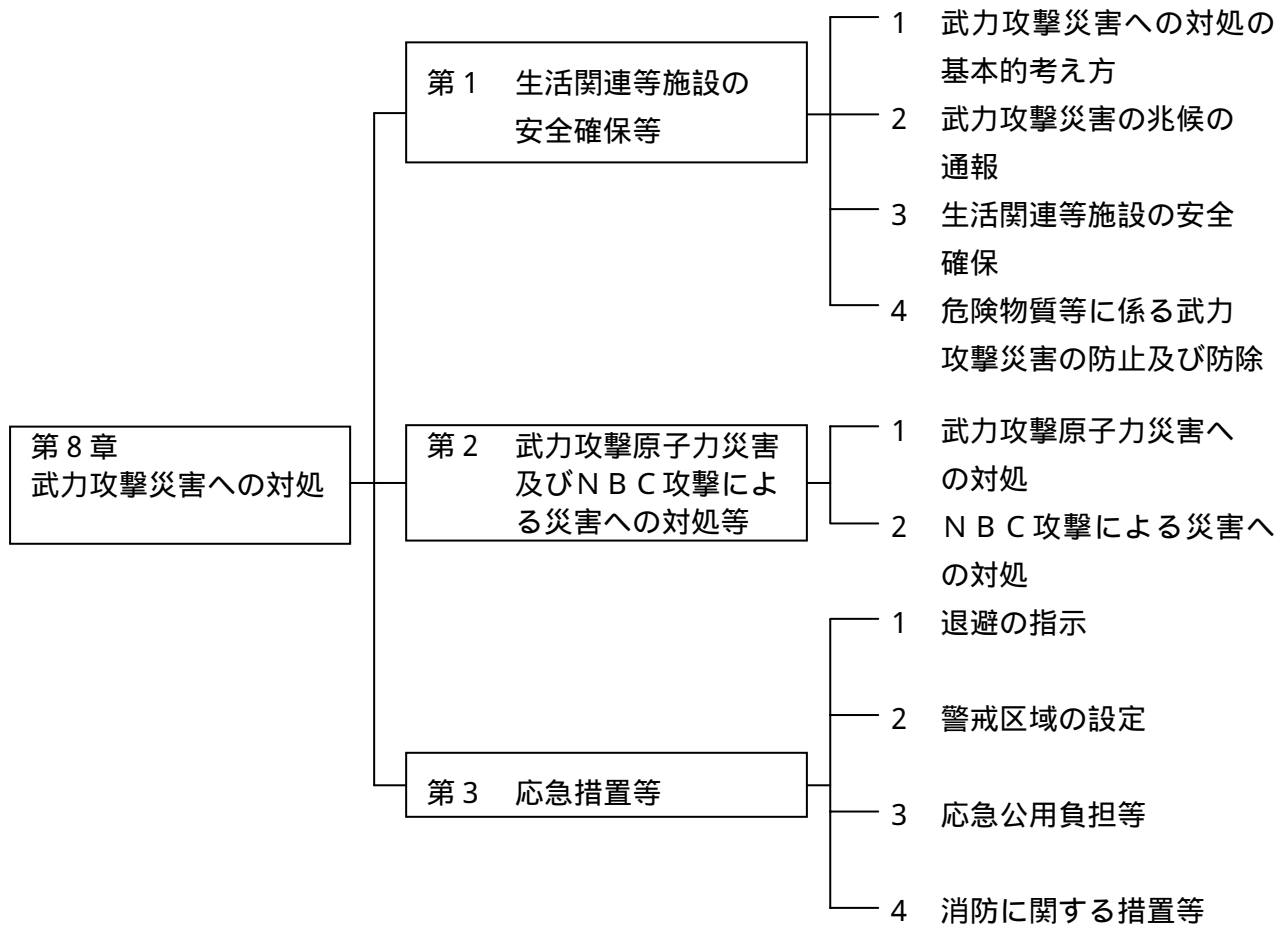 第８章
武力攻撃災害への対処
第１　生活関連等施設の
安全確保等
1　武力攻撃災害への対処の
基本的考え方
2　武力攻撃災害の兆候の
通報
3　生活関連等施設の安全
確保
4　危険物質等に係る武力
攻撃災害の防止及び防除
第２　武力攻撃原子力災害
及びＮＢＣ攻撃によ
る災害への対処等
1　武力攻撃原子力災害へ
の対処
2　ＮＢＣ攻撃による災害へ
の対処
第３　応急措置等
1　退避の指示
2　警戒区域の設定
3　応急公用負担等
4　消防に関する措置等